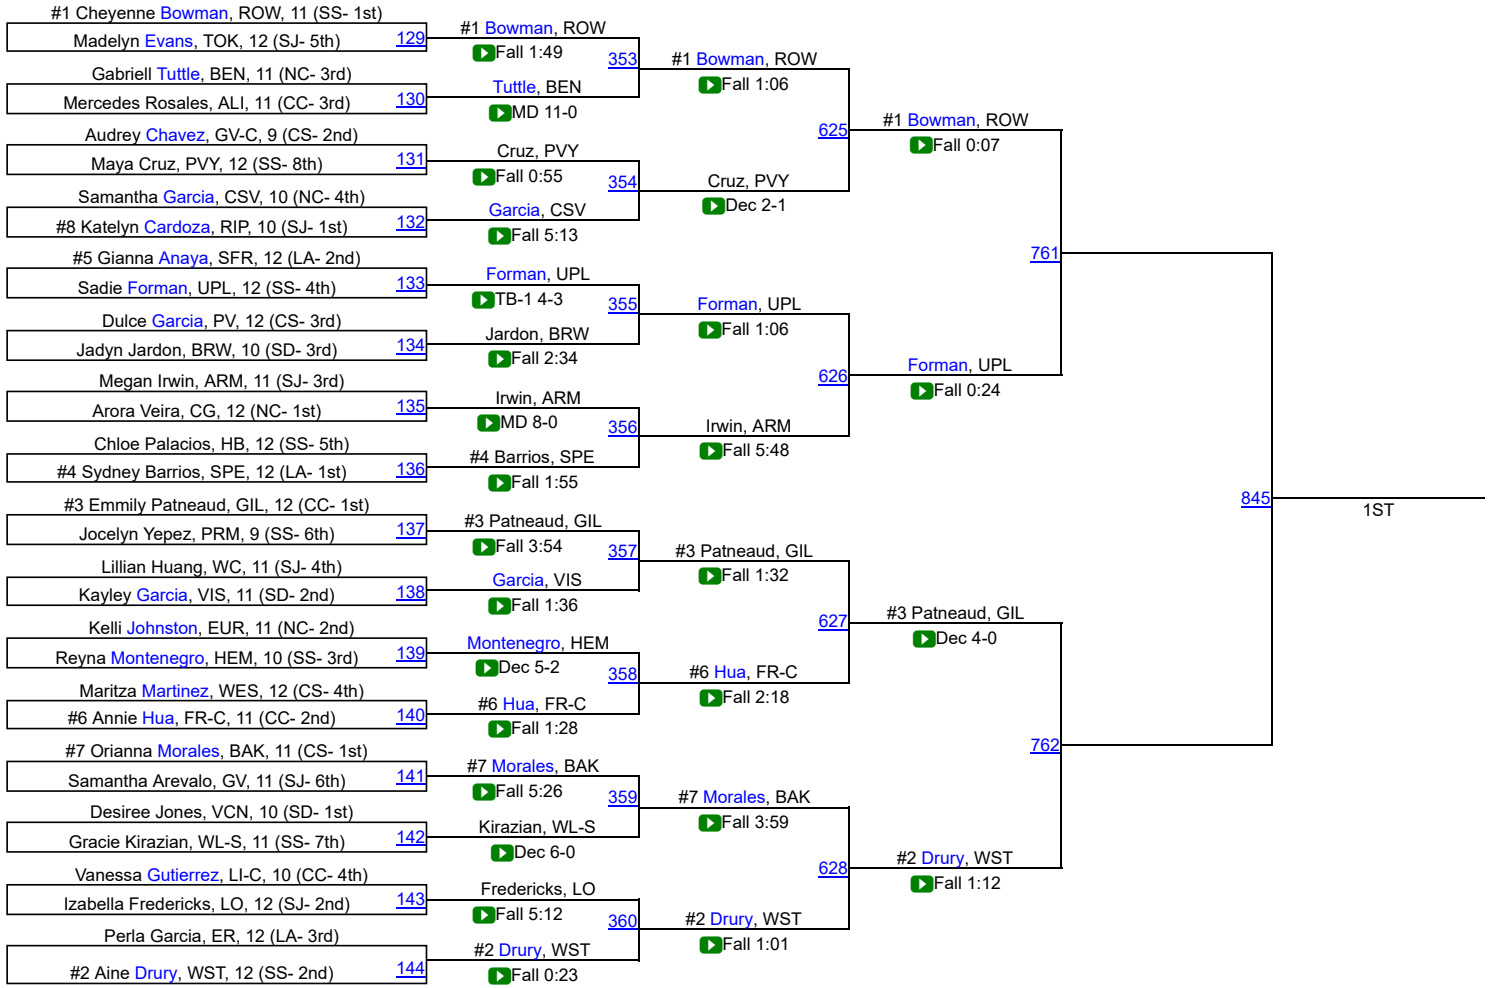 #1 Cheyenne Bowman, ROW, 11 (SS- 1st)
Madelyn Evans, TOK, 12 (SJ- 5th)
129
Gabriell Tuttle, BEN, 11 (NC- 3rd)
Mercedes Rosales, ALI, 11 (CC- 3rd)
130
Audrey Chavez, GV-C, 9 (CS- 2nd)
Maya Cruz, PVY, 12 (SS- 8th)
131
Samantha Garcia, CSV, 10 (NC- 4th)
#8 Katelyn Cardoza, RIP, 10 (SJ- 1st)
132
#5 Gianna Anaya, SFR, 12 (LA- 2nd)
Sadie Forman, UPL, 12 (SS- 4th)
133
Dulce Garcia, PV, 12 (CS- 3rd)
Jadyn Jardon, BRW, 10 (SD- 3rd)
134
Megan Irwin, ARM, 11 (SJ- 3rd)
Arora Veira, CG, 12 (NC- 1st)
135
Chloe Palacios, HB, 12 (SS- 5th)
#4 Sydney Barrios, SPE, 12 (LA- 1st)
136
#3 Emmily Patneaud, GIL, 12 (CC- 1st)
Jocelyn Yepez, PRM, 9 (SS- 6th)
137
Lillian Huang, WC, 11 (SJ- 4th)
Kayley Garcia, VIS, 11 (SD- 2nd)
138
Kelli Johnston, EUR, 11 (NC- 2nd)
Reyna Montenegro, HEM, 10 (SS- 3rd)
139
Maritza Martinez, WES, 12 (CS- 4th)
#6 Annie Hua, FR-C, 11 (CC- 2nd)
140
#7 Orianna Morales, BAK, 11 (CS- 1st)
Samantha Arevalo, GV, 11 (SJ- 6th)
141
Desiree Jones, VCN, 10 (SD- 1st)
Gracie Kirazian, WL-S, 11 (SS- 7th)
142
Vanessa Gutierrez, LI-C, 10 (CC- 4th)
Izabella Fredericks, LO, 12 (SJ- 2nd)
143
Perla Garcia, ER, 12 (LA- 3rd)
#2 Aine Drury, WST, 12 (SS- 2nd)
144
#1 Bowman, ROW
Fall 1:49
353
Tuttle, BEN
MD 11-0
Cruz, PVY
Fall 0:55
354
Garcia, CSV
Fall 5:13
Forman, UPL
TB-1 4-3
355
Jardon, BRW
Fall 2:34
Irwin, ARM
MD 8-0
356
#4 Barrios, SPE
Fall 1:55
#3 Patneaud, GIL
Fall 3:54
357
Garcia, VIS
Fall 1:36
Montenegro, HEM
Dec 5-2
358
#6 Hua, FR-C
Fall 1:28
#7 Morales, BAK
Fall 5:26
359
Kirazian, WL-S
Dec 6-0
Fredericks, LO
Fall 5:12
360
#2 Drury, WST
Fall 0:23
#1 Bowman, ROW
Fall 1:06
625
Cruz, PVY
Dec 2-1
Forman, UPL
Fall 1:06
626
Irwin, ARM
Fall 5:48
#3 Patneaud, GIL
Fall 1:32
627
#6 Hua, FR-C
Fall 2:18
#7 Morales, BAK
Fall 3:59
628
#2 Drury, WST
Fall 1:01
#1 Bowman, ROW
Fall 0:07
761
Forman, UPL
Fall 0:24
#3 Patneaud, GIL
Dec 4-0
762
#2 Drury, WST
Fall 1:12
845
1ST